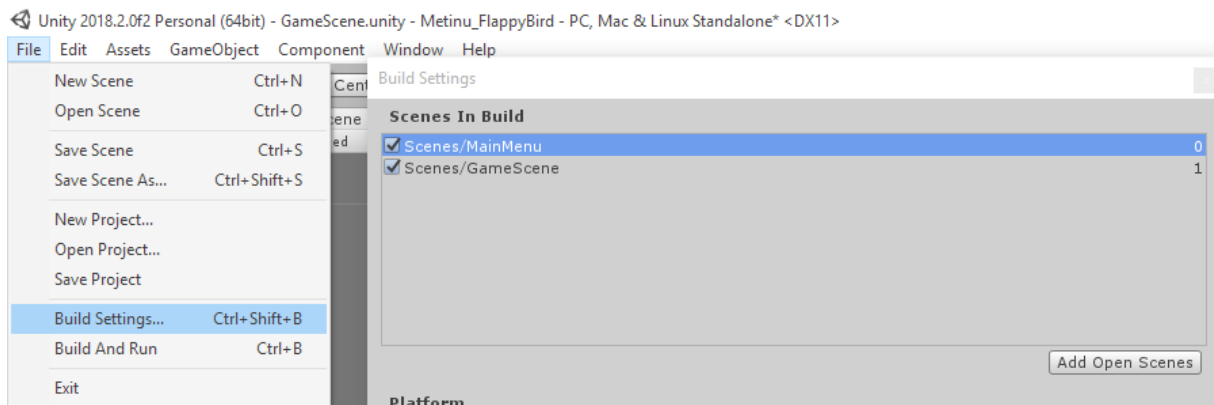 Unity 2018.2.0f2 Personal (64bit) - GameScene.unity - Metinu_FlappyBird - PC, Mac & Linux Standalone* <DX11>
File Edit Assets GameObject Component Window Help
New Scene Ctrl+N
Open Scene Ctrl+O
Save Scene Ctrl+S
Save Scene As... Ctrl+Shift+S
New Project...
Open Project...
Save Project
Build Settings... Ctrl+Shift+B
Build And Run Ctrl+B
Exit
Cent
cene
ed
Build Settings
Scenes In Build
Scenes/MainMenu 0
Scenes/GameScene 1
Add Open Scenes
Platform